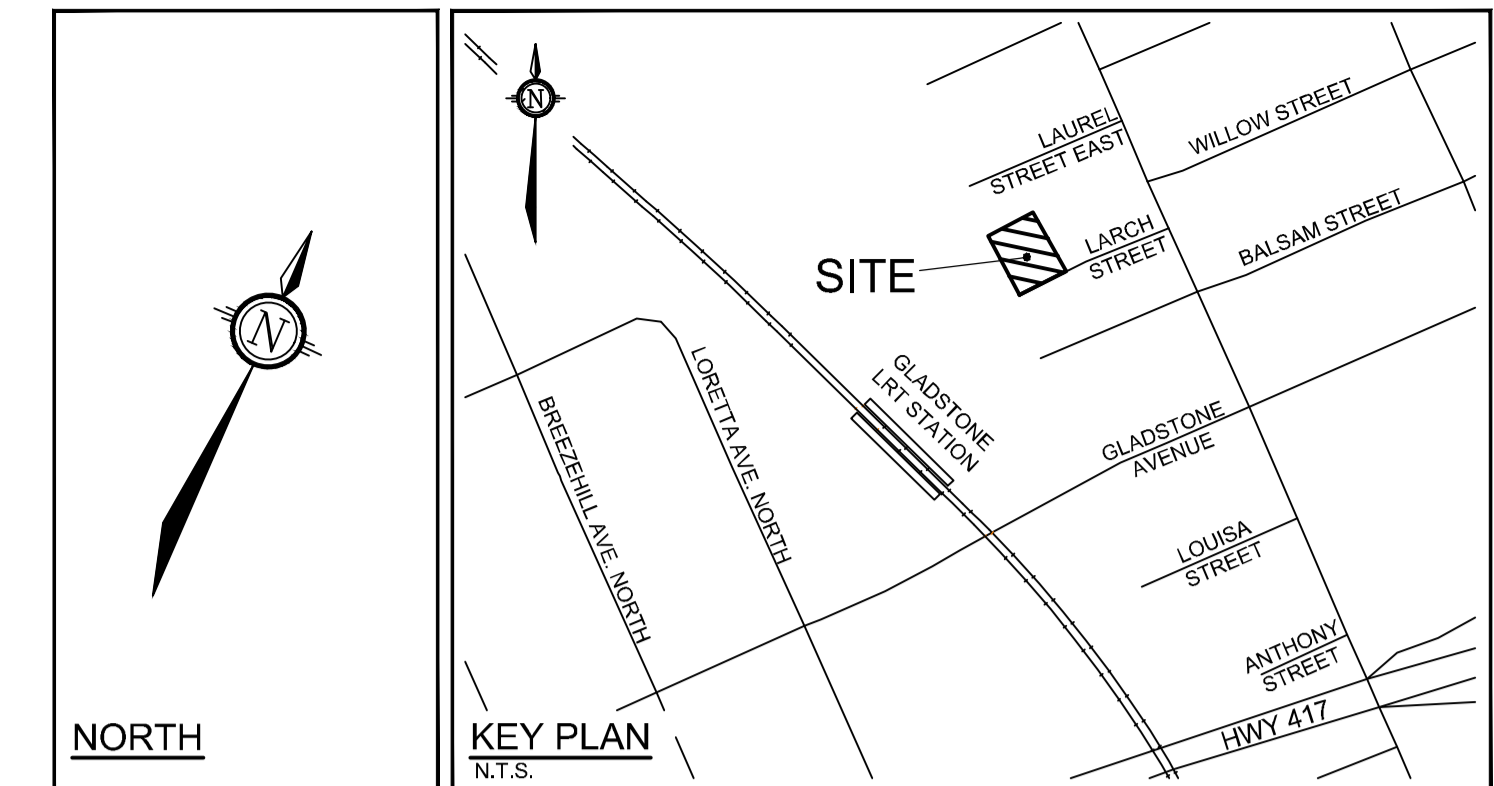 N
NORTH
N
LAUREL
STREET EAST
WILLOW STREET
LARCH
STREET
BALSAM STREET
SITE
GLADSTONE
LRT STATION
LORETTA AVE. NORTH
BREEZEHILL AVE. NORTH
GLADSTONE
AVENUE
LOUISA
STREET
ANTHONY
STREET
HWY 417
KEY PLAN
N.T.S.